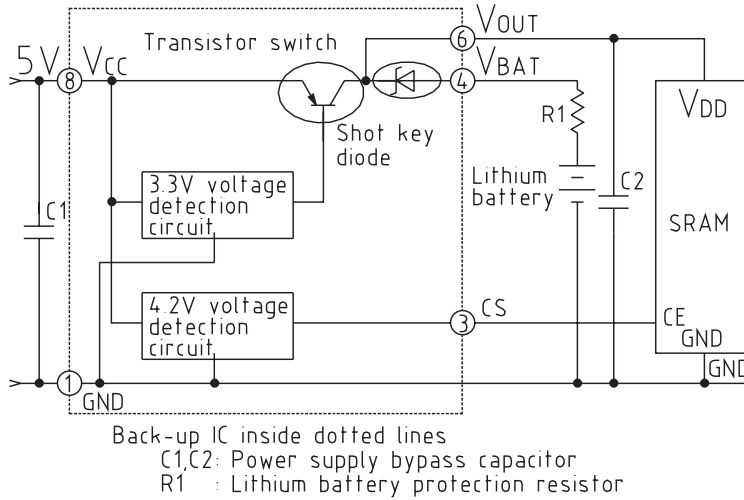 5V
8
VCC
Transistor switch
6
VOUT
4
VBAT
Shot key
diode
R1
VDD
3.3V voltage
detection
circuit
Lithium
battery
C2
C1
SRAM
4.2V voltage
detection
circuit
3
CS
CE
GND
GND
1
GND
Back-up IC inside dotted lines
C1,C2: Power supply bypass capacitor
R1 : Lithium battery protection resistor